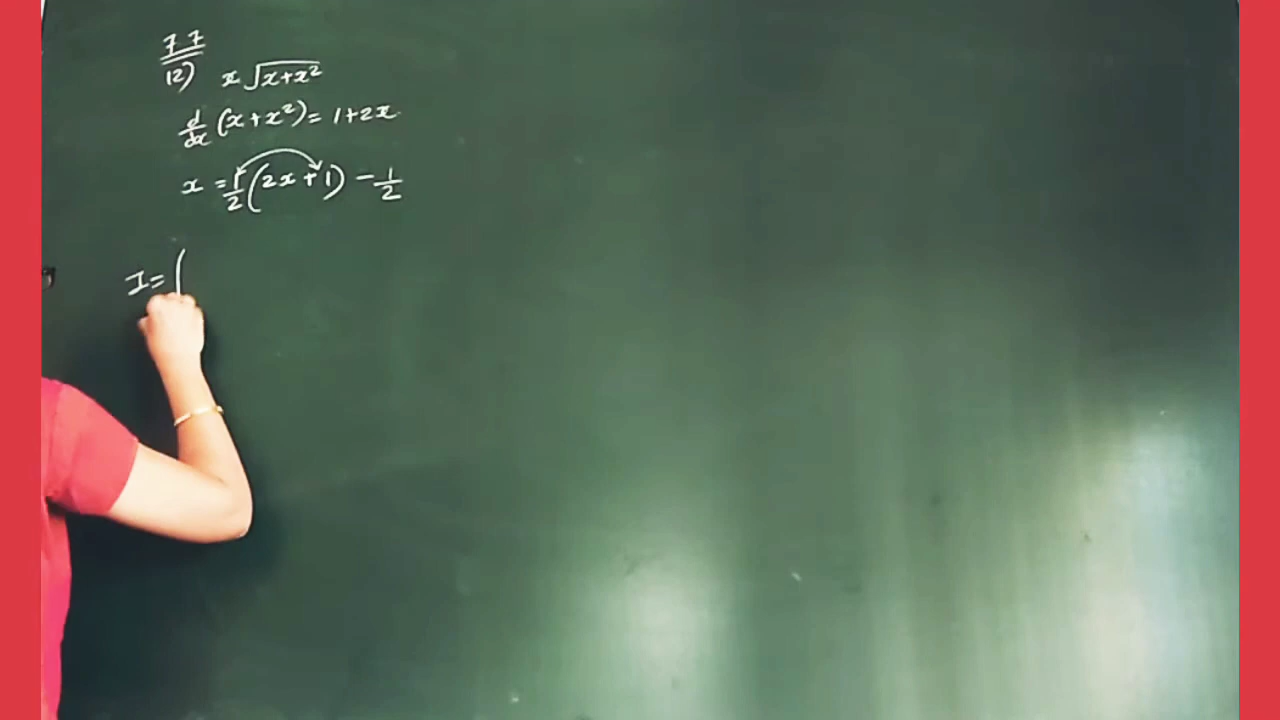 7.7
12) x √x+x²
d/dx (x+x²) = 1+2x
x = 1/2 (2x+1) - 1/2
I = ∫